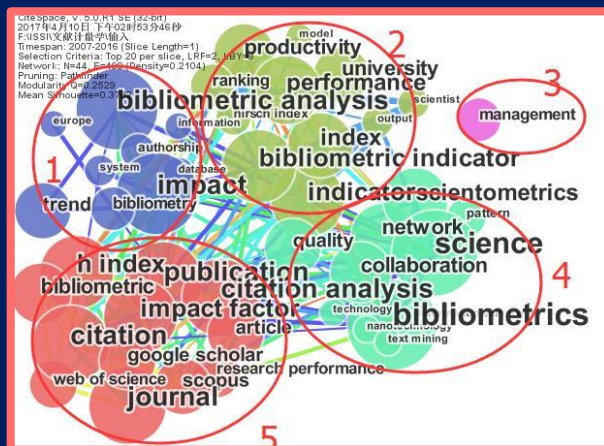 CiteSpace, v. 5.0.R1 SE (32-bit)
2017年4月10日 下午02时53分46秒
F:\ISSI\文献计量学\输入
Timespan: 2007-2016 (Slice Length=1)
Selection Criteria: Top 20 per slice, LRF=2,
Network: N=44, (Density=0.2104)
Pruning: Pathfinder
Modularity Q=0.2529
Mean Silhouette=
model
2
productivity
3
ranking
university
performance
scientist
bibliometric analysis
management
europe
information
hirsch index
output
index
authorship
1
system
database
bibliometric indicator
impact
indicator
scientometrics
trend
bibliometry
pattern
network
quality
science
4
h index
publication
collaboration
bibliometric
citation analysis
impact factor
technology
bibliometrics
citation
article
nanotechnology
text mining
google scholar
research performance
web of science
scopus
journal
5